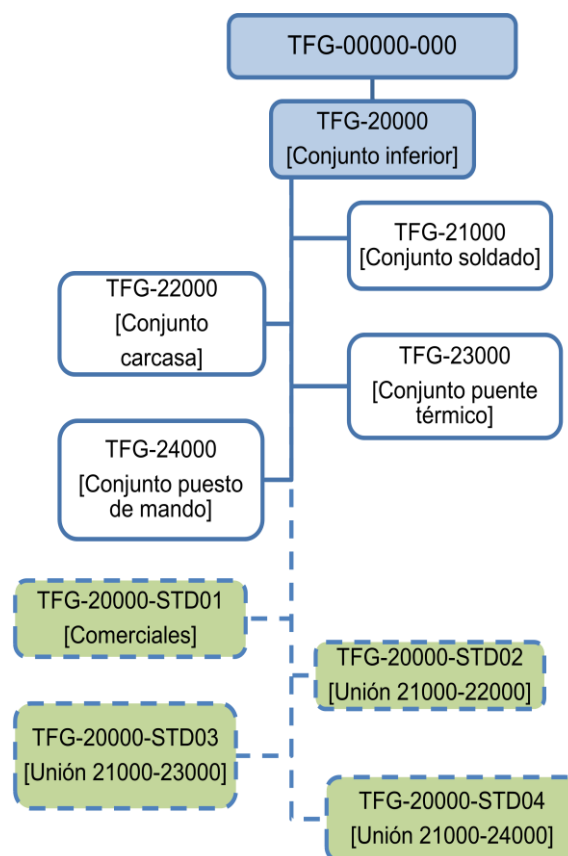 TFG-00000-000
TFG-20000
[Conjunto inferior]
TFG-21000
[Conjunto soldado]
TFG-22000
[Conjunto
carcasa]
TFG-23000
[Conjunto puente
térmico]
TFG-24000
[Conjunto puesto
de mando]
TFG-20000-STD01
[Comerciales]
TFG-20000-STD02
[Unión 21000-22000]
TFG-20000-STD03
[Unión 21000-23000]
TFG-20000-STD04
[Unión 21000-24000]